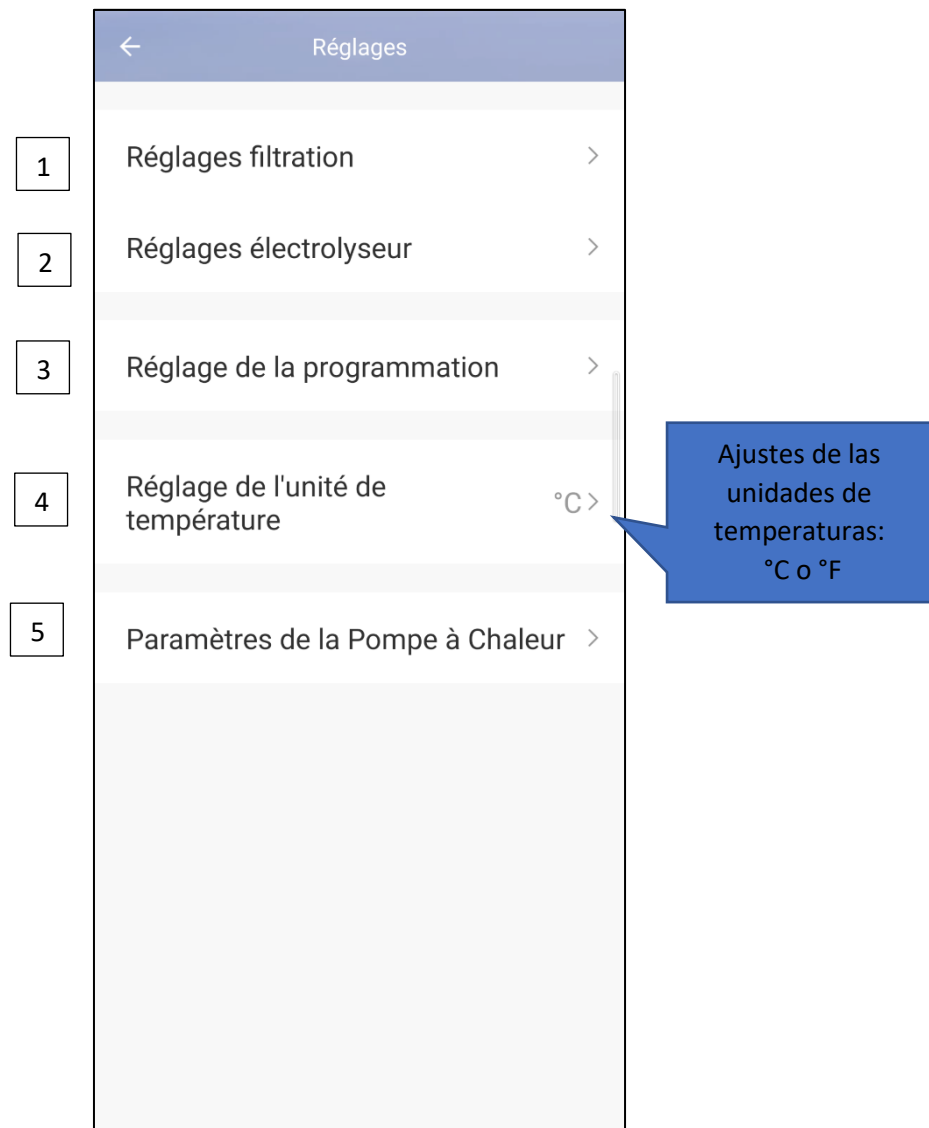 Réglages
1
Réglages filtration
2
Réglages électrolyseur
3
Réglage de la programmation
4
Réglage de l'unité de
température
°C
Ajustes de las
unidades de
temperaturas:
°C o °F
5
Paramètres de la Pompe à Chaleur